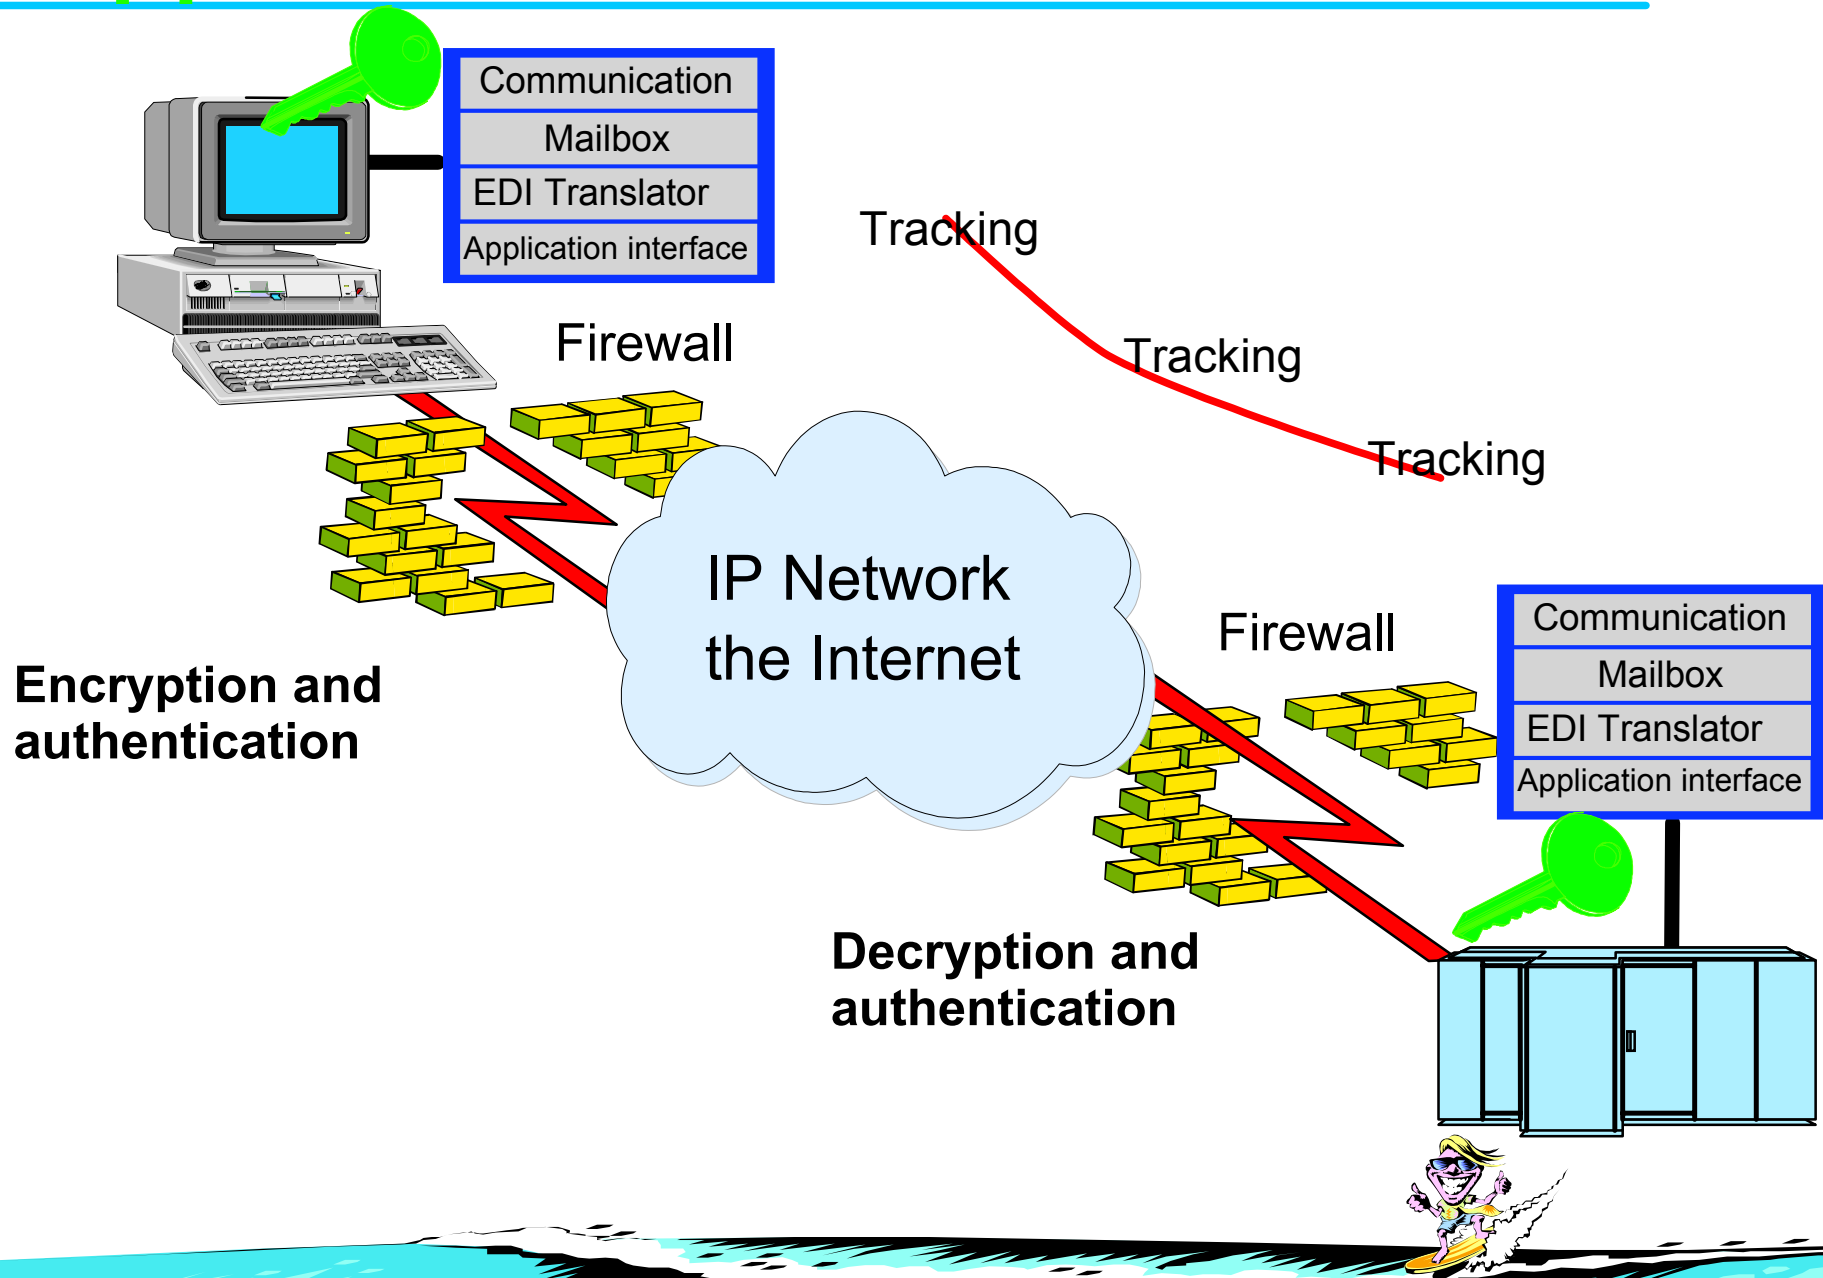 Communication
Mailbox
EDI Translator
Application interface
Tracking
Firewall
Tracking
Tracking
IP Network
the Internet
Firewall
Communication
Mailbox
EDI Translator
Application interface
Encryption and
authentication
Decryption and
authentication